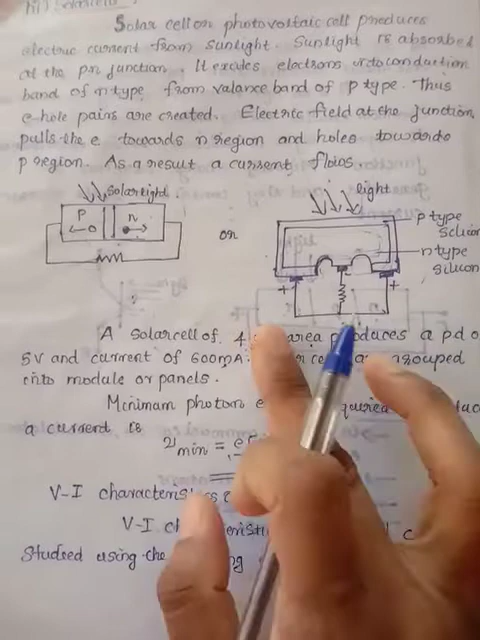 Solar cell or photovoltaic cell produces
electric current from sunlight. Sunlight is absorbed
at the pn junction. It excites electrons into conduction
band of n type from valance band of p type. Thus
e-hole pairs are created. Electric field at the junction
pulls the e towards n region and holes towards
p region. As a result a current flows
solar light
light
p type
silicon
n type
silicon
P
n
or
+
+
A solar cell of 4 area produces a p d o
5V and current of 600mA. grouped
into module or panels.
Minimum photon
a current is
min = e
V-I characteristics
V-I
studied using the